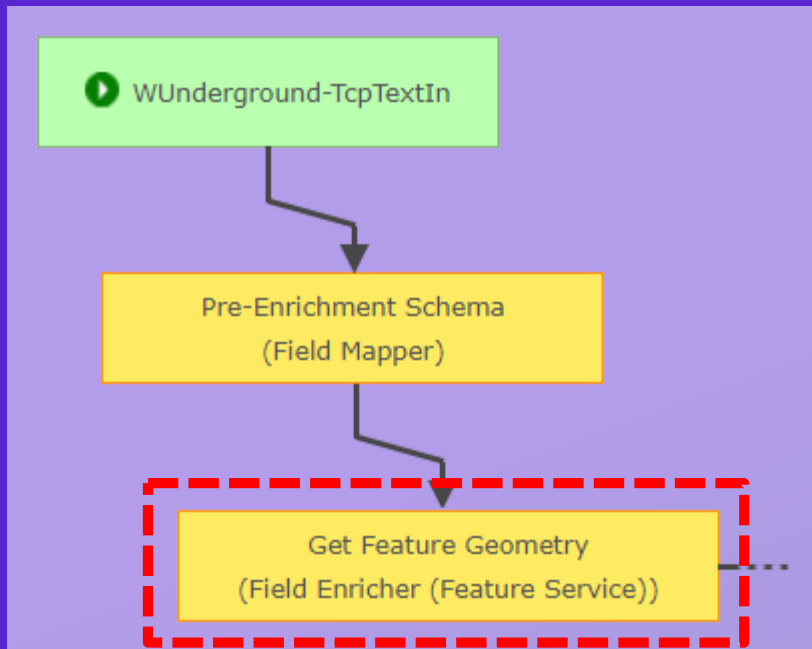 WUnderground-TcpTextIn
Pre-Enrichment Schema
(Field Mapper)
Get Feature Geometry
(Field Enricher (Feature Service))